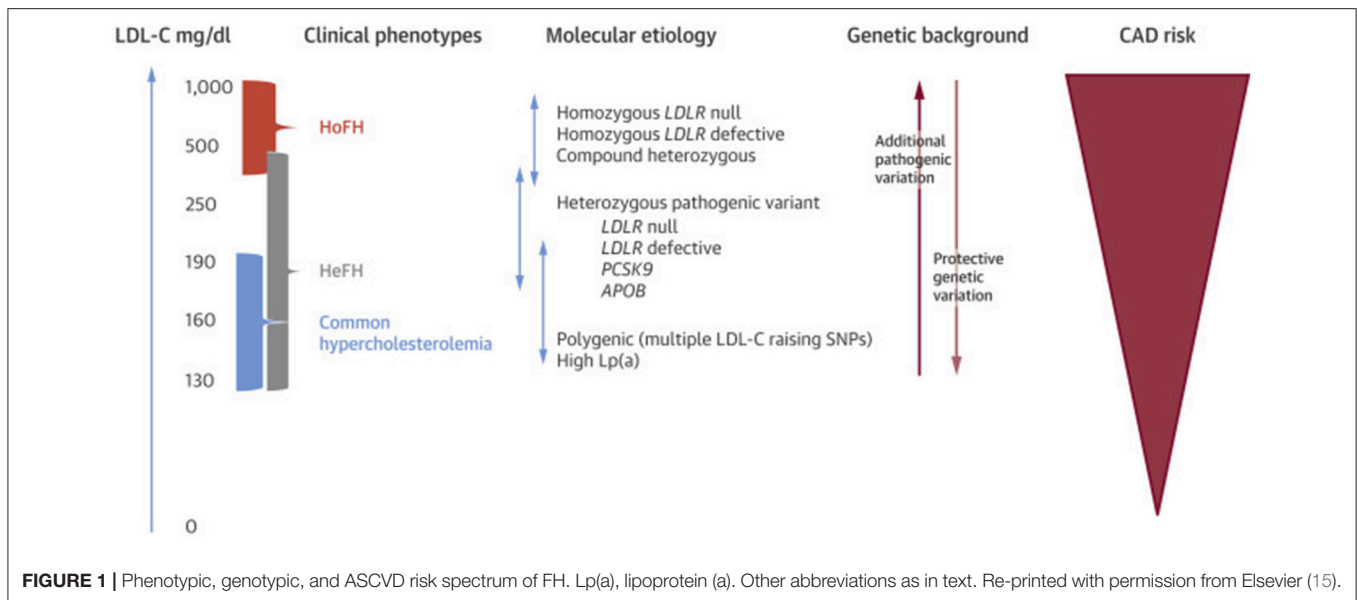 LDL-C mg/dl
Clinical phenotypes
Molecular etiology
Genetic background
CAD risk
1,000
500
250
190
160
130
0
HoFH
HeFH
Common
hypercholesterolemia
Homozygous LDLR null
Homozygous LDLR defective
Compound heterozygous
Heterozygous pathogenic variant
LDLR null
LDLR defective
PCSK9
APOB
Polygenic (multiple LDL-C raising SNPs)
High Lp(a)
Additional
pathogenic
variation
Protective
genetic
variation
FIGURE 1 | Phenotypic, genotypic, and ASCVD risk spectrum of FH. Lp(a), lipoprotein (a). Other abbreviations as in text. Re-printed with permission from Elsevier (15).